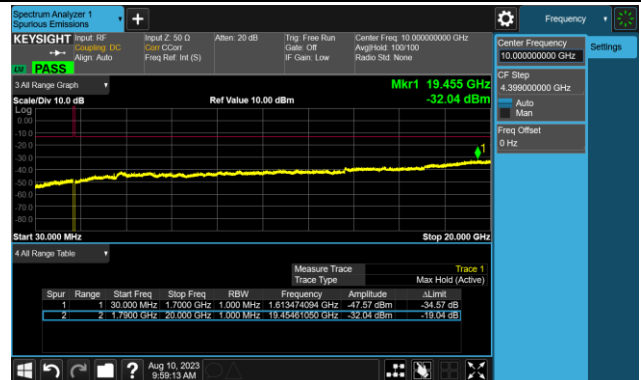 Spectrum Analyzer 1
Spurious Emissions
Frequency
KEYSIGHT Input: RF Input Z: 50 Ω Atten: 20 dB Trig: Free Run Center Freq: 10.000000000 GHz
Coupling: DC Corr CCorr Gate: Off Avg|Hold: 100/100
Align: Auto Freq Ref: Int (S) IF Gain: Low Radio Std: None
PASS
Center Frequency
10.000000000 GHz
Settings
CF Step
4.399000000 GHz
Auto
Man
Freq Offset
0 Hz
3 All Range Graph
Mkr1 19.455 GHz
Scale/Div 10.0 dB Ref Value 10.00 dBm -32.04 dBm
Log
0.00
-10.0
-20.0
-30.0
-40.0
-50.0
-60.0
-70.0
-80.0
1
Start 30.000 MHz Stop 20.000 GHz
4 All Range Table
Measure Trace Trace 1
Trace Type Max Hold (Active)
Spur Range Start Freq Stop Freq RBW Frequency Amplitude ΔLimit
1 1 30.000 MHz 1.7000 GHz 1.000 MHz 1.613474094 GHz -47.57 dBm -34.57 dB
2 2 1.7900 GHz 20.000 GHz 1.000 MHz 19.45461050 GHz -32.04 dBm -19.04 dB
Aug 10, 2023
9:59:13 AM